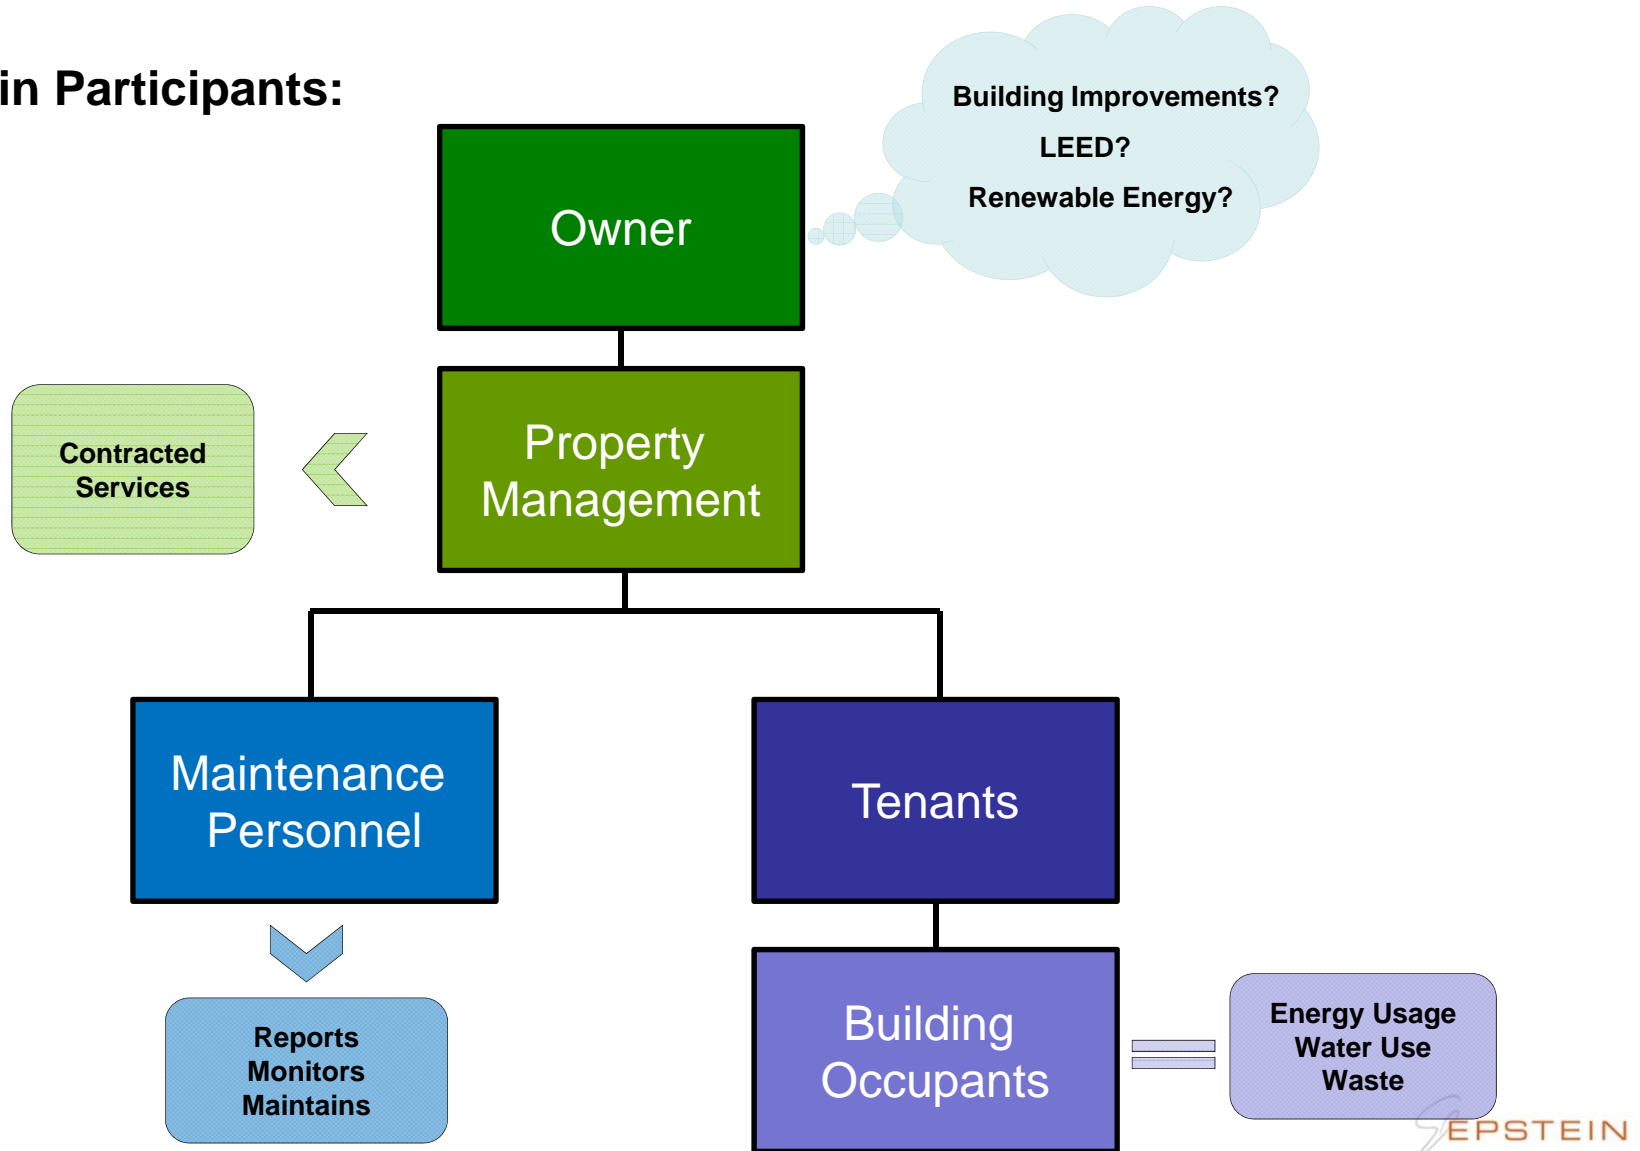 in Participants:
Building Improvements?
LEED?
Renewable Energy?
Owner
Contracted
Services
Property
Management
Maintenance
Personnel
Tenants
Reports
Monitors
Maintains
Building
Occupants
Energy Usage
Water Use
Waste
EPSTEIN